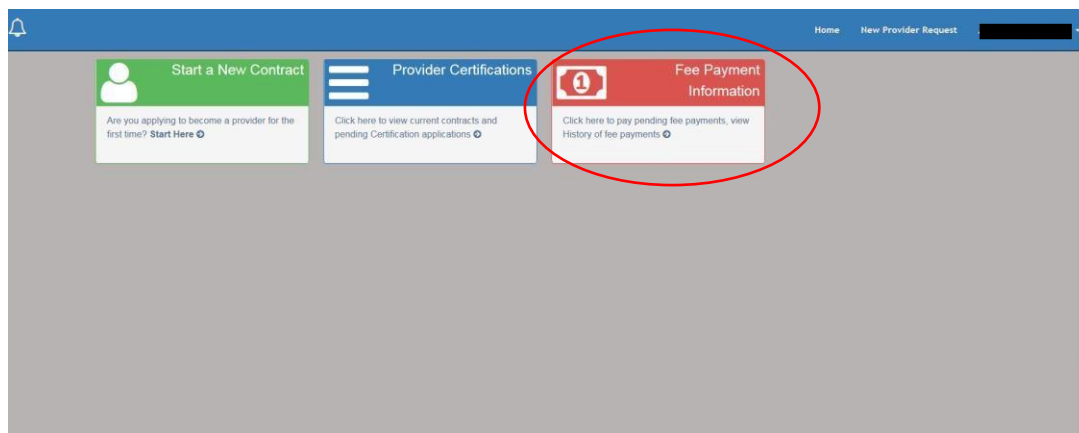 Home New Provider Request
Start a New Contract
Are you applying to become a provider for the
first time? Start Here
Provider Certifications
Click here to view current contracts and
pending Certification applications
1
Fee Payment
Information
Click here to pay pending fee payments, view
History of fee payments